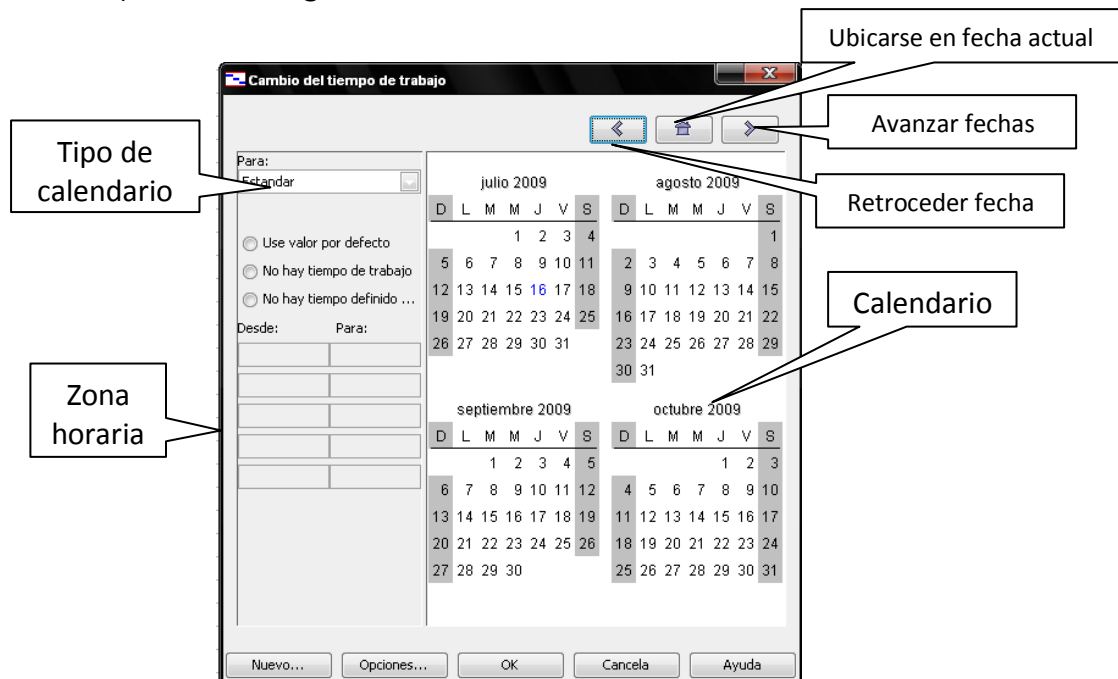 Ubicarse en fecha actual
Cambio del tiempo de trabajo
Avanzar fechas
Tipo de
calendario
Para:
Estandar
Retroceder fecha
julio 2009
D L M M J V S
1 2 3 4
5 6 7 8 9 10 11
12 13 14 15 16 17 18
19 20 21 22 23 24 25
26 27 28 29 30 31
agosto 2009
D L M M J V S
1
2 3 4 5 6 7 8
9 10 11 12 13 14 15
16 17 18 19 20 21 22
23 24 25 26 27 28 29
30 31
Use valor por defecto
No hay tiempo de trabajo
No hay tiempo definido ...
Desde: Para:
Calendario
Zona
horaria
septiembre 2009
D L M M J V S
1 2 3 4 5
6 7 8 9 10 11 12
13 14 15 16 17 18 19
20 21 22 23 24 25 26
27 28 29 30
octubre 2009
D L M M J V S
1 2 3
4 5 6 7 8 9 10
11 12 13 14 15 16 17
18 19 20 21 22 23 24
25 26 27 28 29 30 31
Nuevo... Opciones... OK Cancela Ayuda